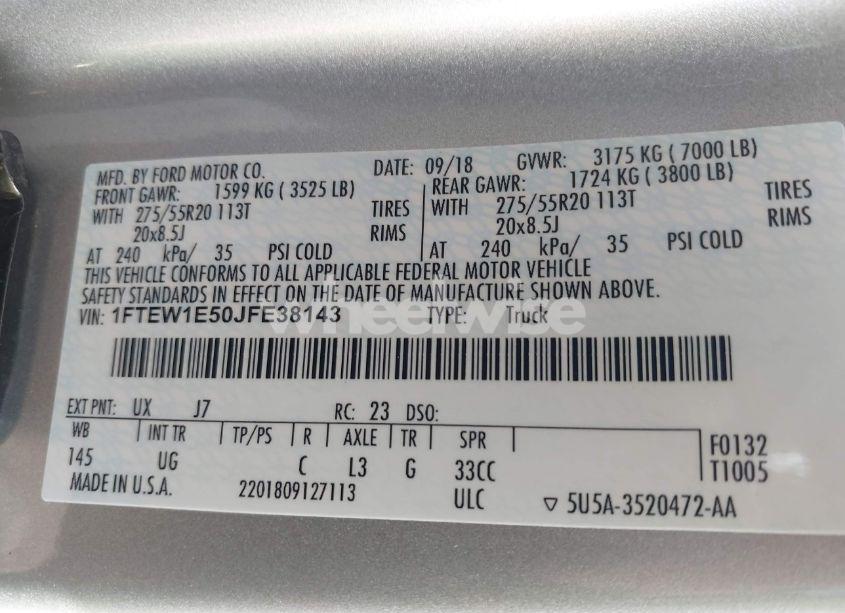 MFD. BY FORD MOTOR CO. DATE: 09/18 GVWR: 3175 KG ( 7000 LB)
FRONT GAWR: 1599 KG ( 3525 LB) REAR GAWR: 1724 KG ( 3800 LB)
WITH 275/55R20 113T TIRES WITH 275/55R20 113T TIRES
20x8.5J RIMS 20x8.5J RIMS
AT 240 kPa/ 35 PSI COLD AT 240 kPa/ 35 PSI COLD
THIS VEHICLE CONFORMS TO ALL APPLICABLE FEDERAL MOTOR VEHICLE
SAFETY STANDARDS IN EFFECT ON THE DATE OF MANUFACTURE SHOWN ABOVE.
VIN: 1FTEW1E50JFE38143 TYPE: Truck
wheelwise
EXT PNT: UX J7 RC: 23 DSO:
WB INT TR TP/PS R AXLE TR SPR F0132
145 UG C L3 G 33CC T1005
MADE IN U.S.A. 2201809127113 ULC ▽ 5U5A-3520472-AA